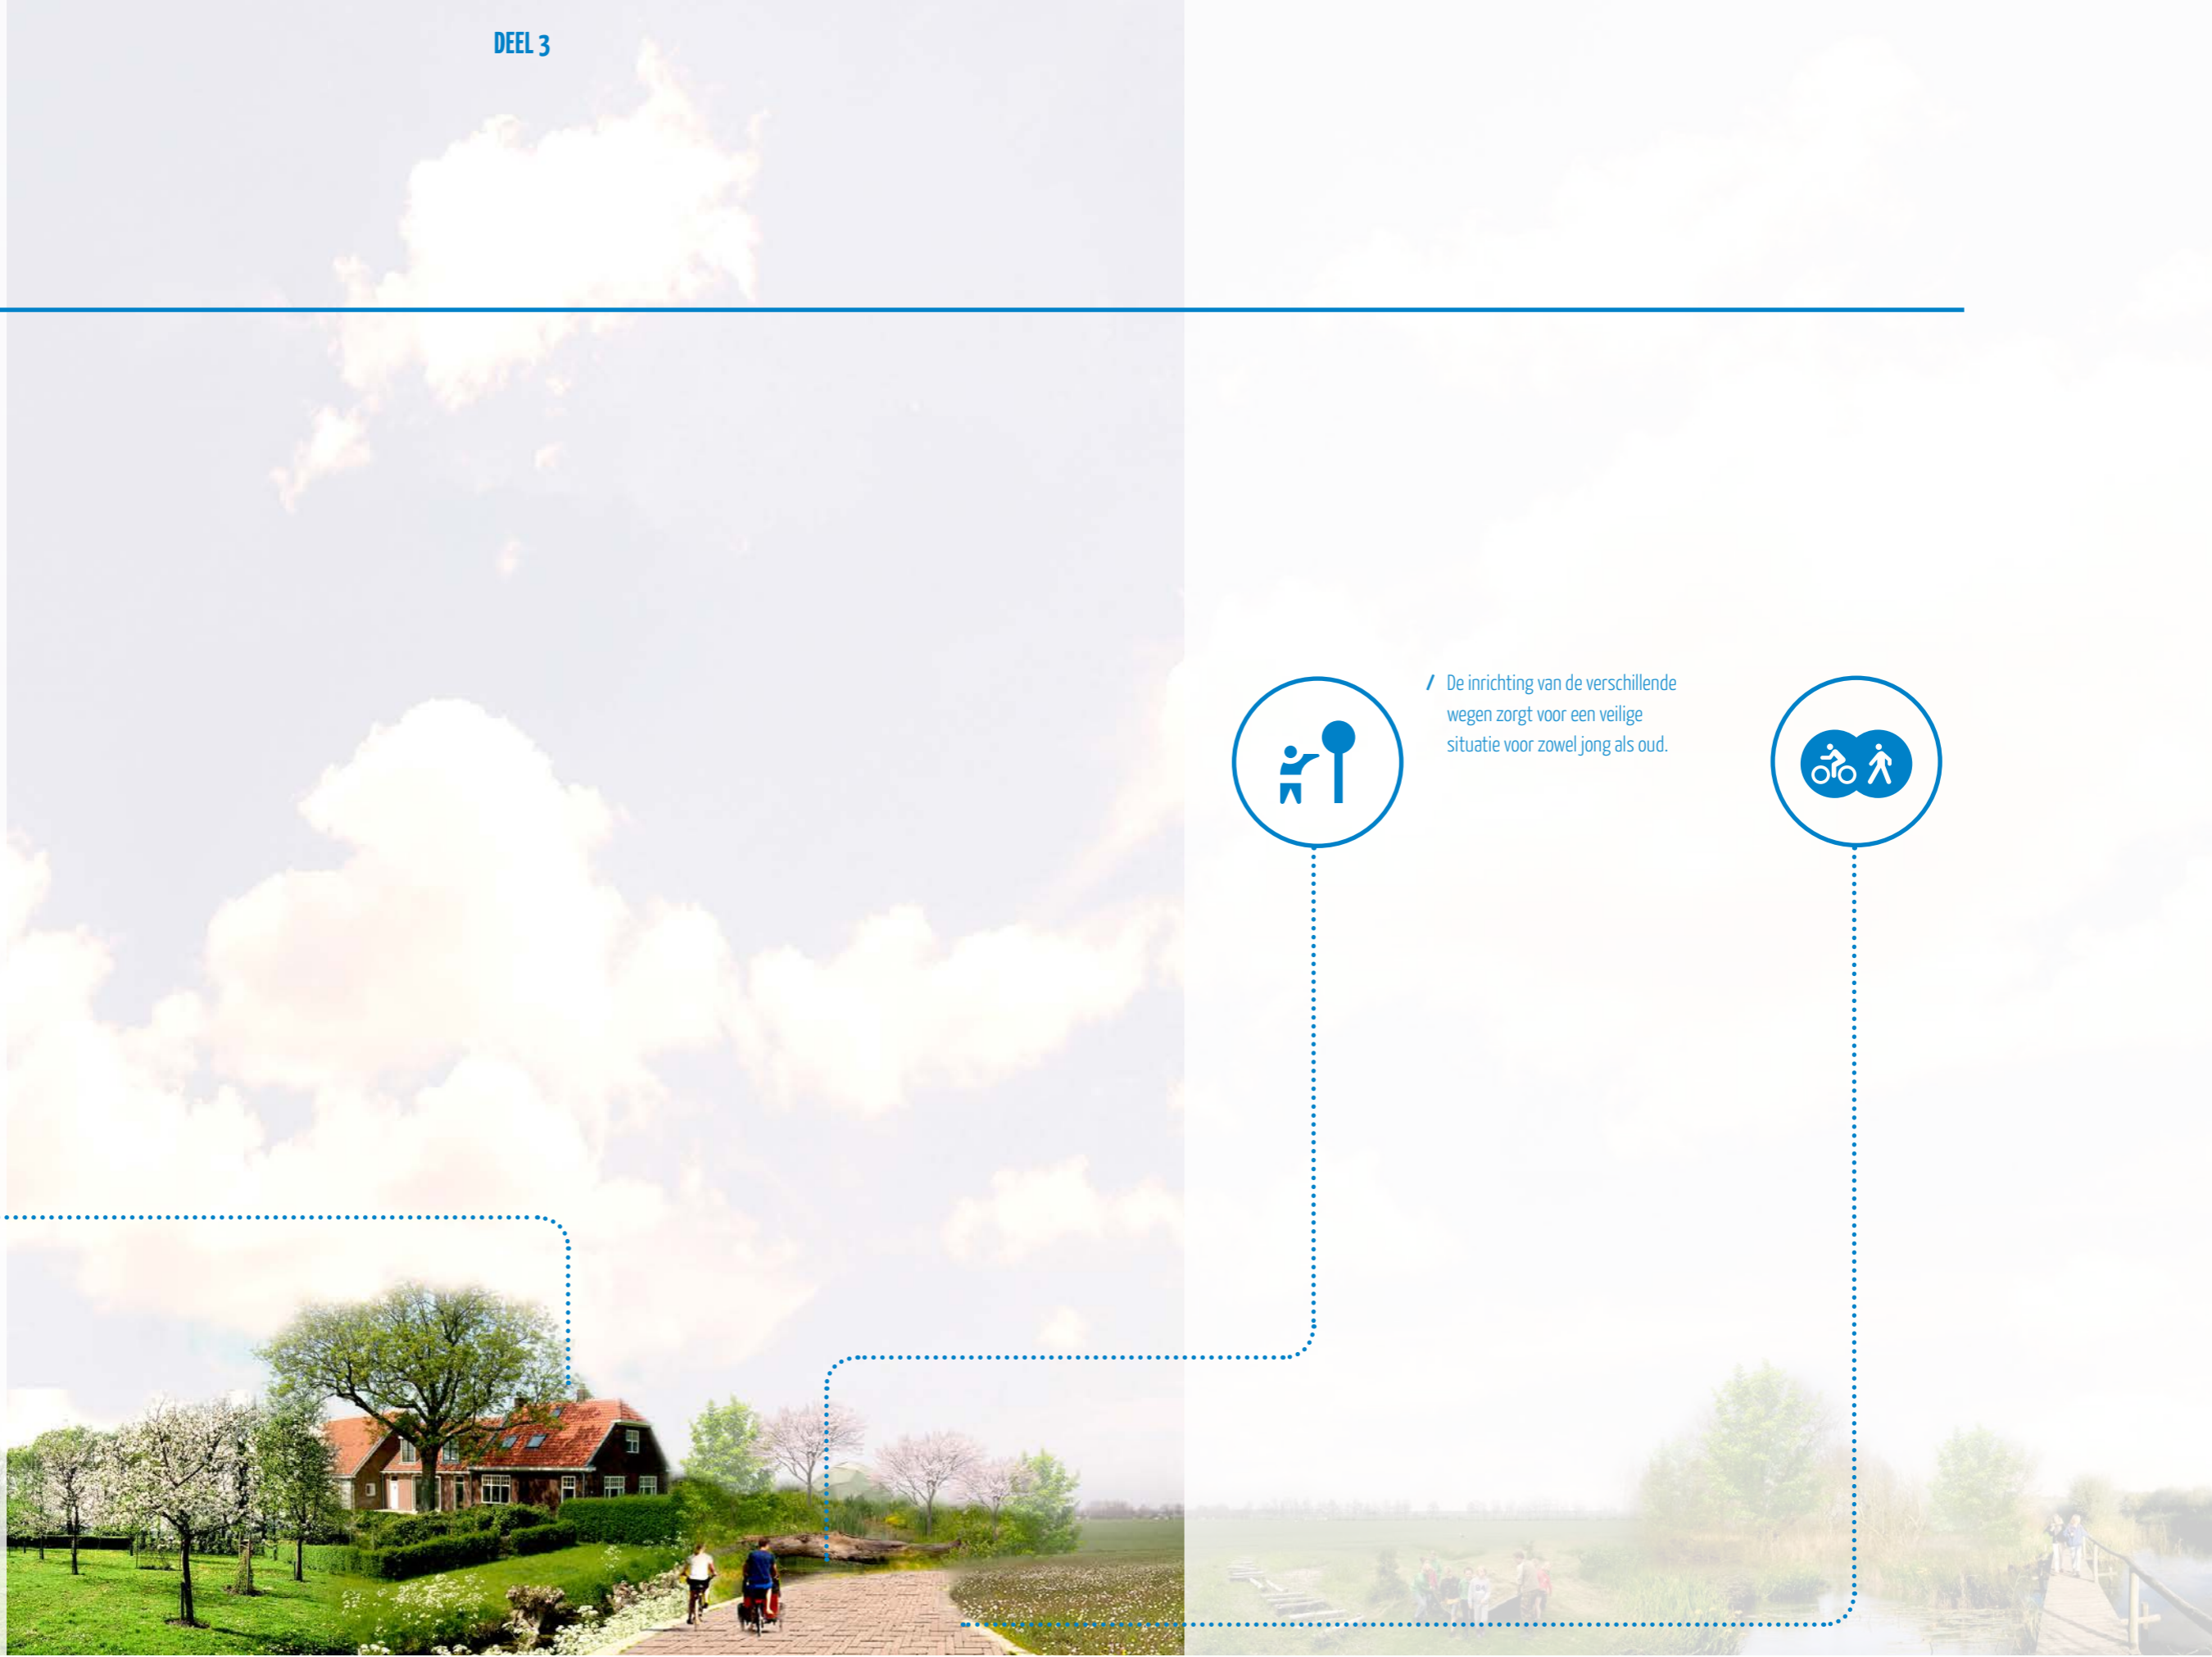 DEEL 3
/ De inrichting van de verschillende
wegen zorgt voor een veilige
situatie voor zowel jong als oud.